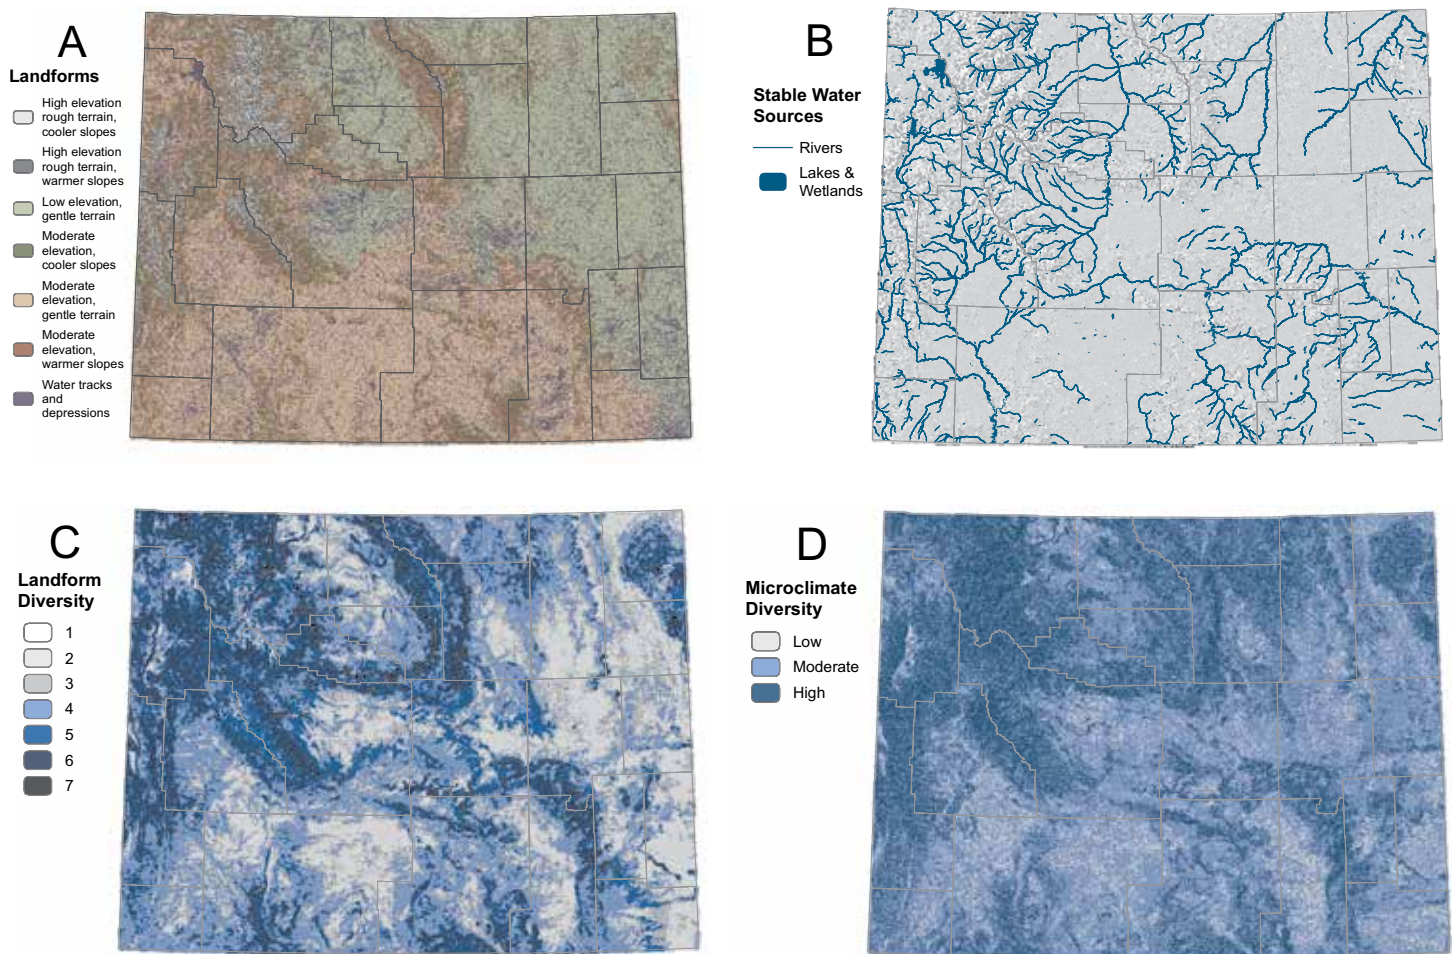 A
Landforms
High elevation
rough terrain,
cooler slopes
High elevation
rough terrain,
warmer slopes
Low elevation,
gentle terrain
Moderate
elevation,
cooler slopes
Moderate
elevation,
gentle terrain
Moderate
elevation,
warmer slopes
Water tracks
and
depressions
B
Stable Water
Sources
Rivers
Lakes &
Wetlands
C
Landform
Diversity
1
2
3
4
5
6
7
D
Microclimate
Diversity
Low
Moderate
High